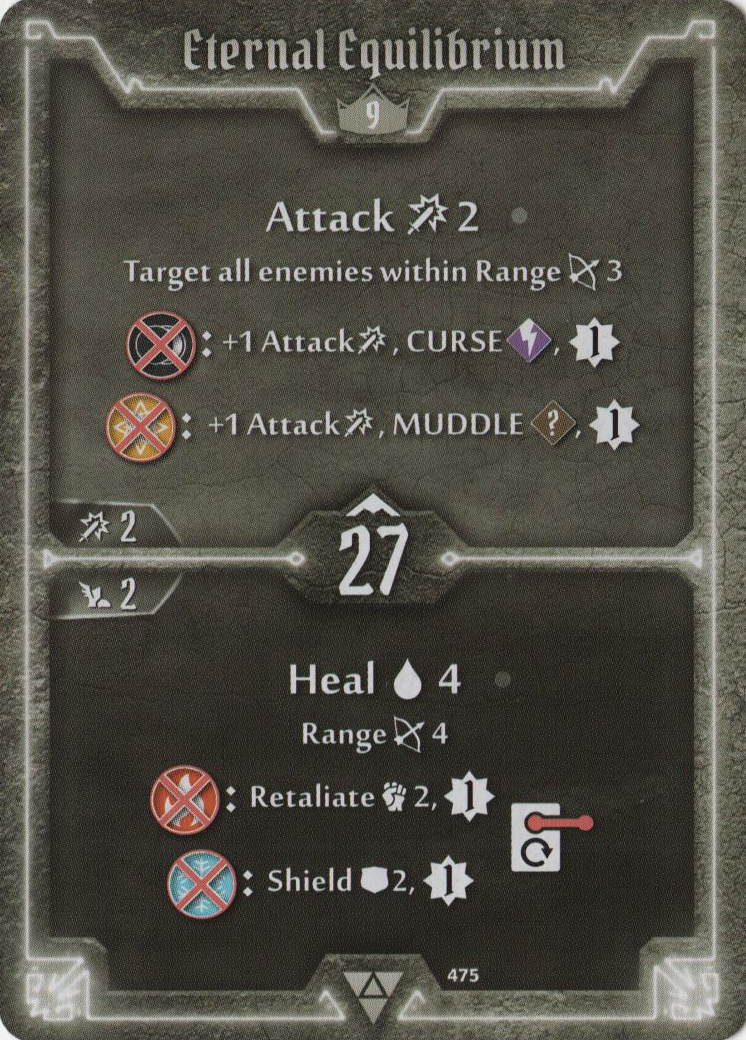 Eternal Equilibrium
9
Attack 2
Target all enemies within Range 3
: +1 Attack, CURSE, 1
: +1 Attack, MUDDLE ?, 1
2
27
2
Heal 4
Range 4
: Retaliate 2, 1
: Shield 2, 1
475